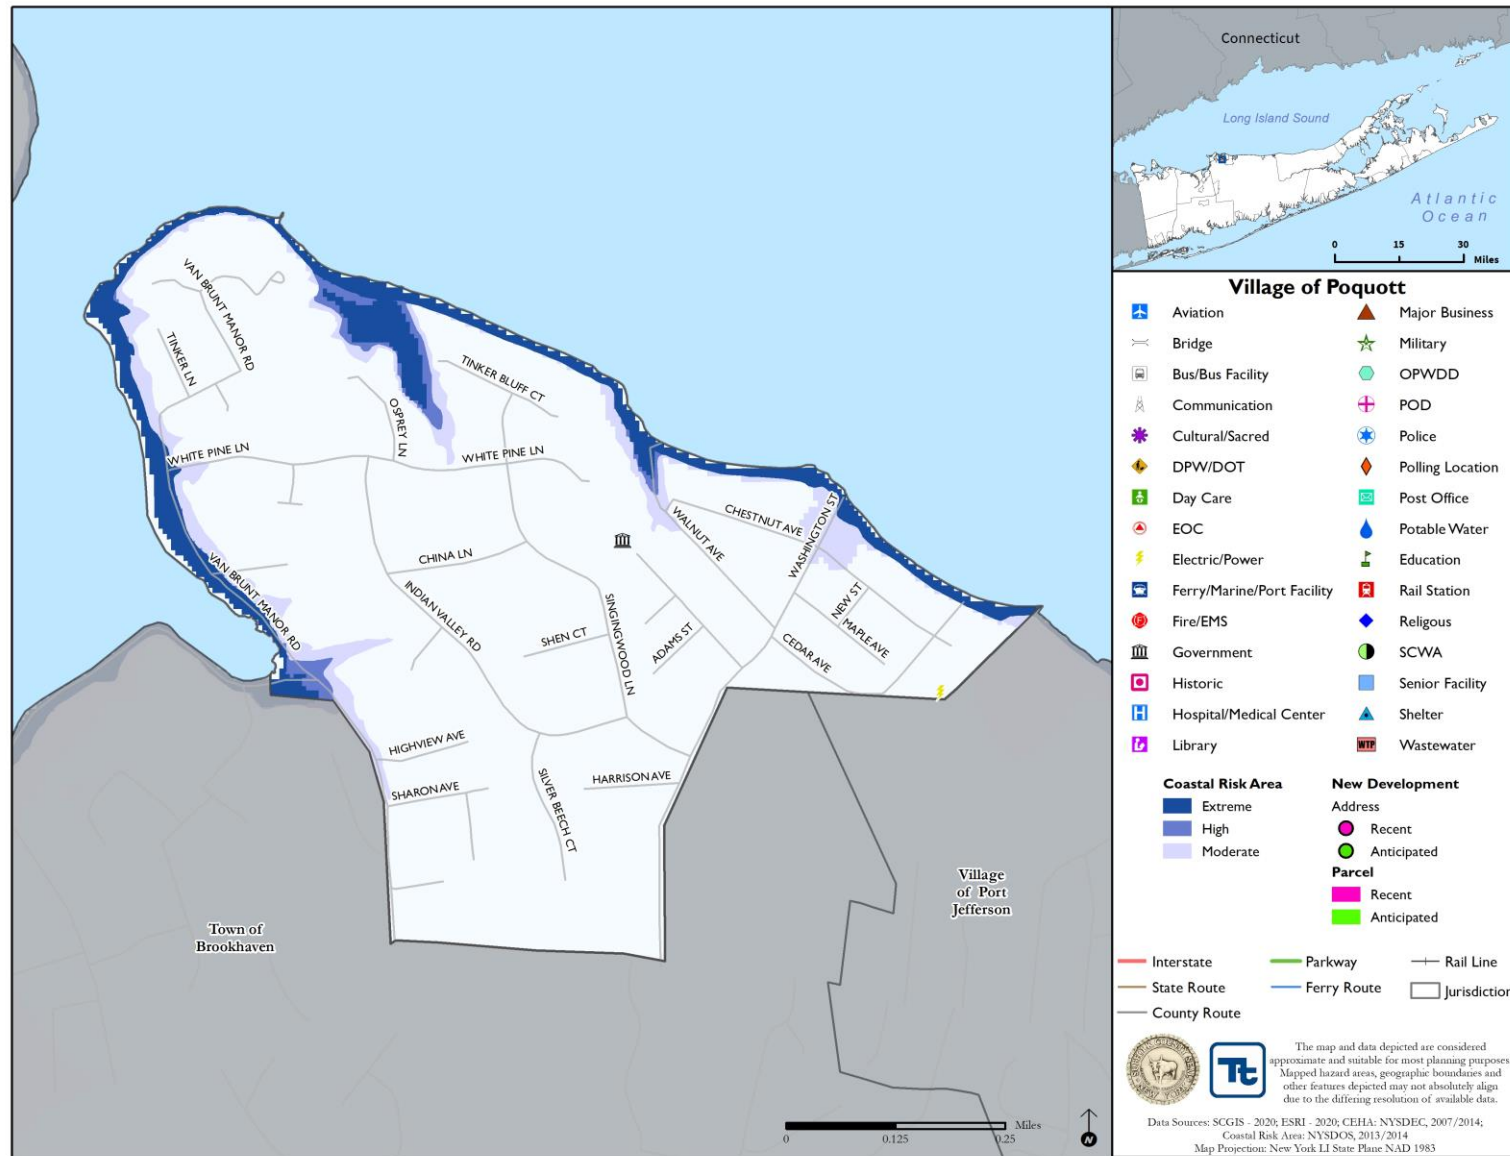 Connecticut
Long Island Sound
Atlantic
Ocean
0 15 30
Miles
VAN BRUNT MANOR RD
TINKER LN
TINKER BLUFF CT
OSPREY LN
WHITE PINE LN
WHITE PINE LN
CHESTNUT AVE
WALNUT AVE
WASHINGTON ST
CHINA LN
VAN BRUNT MANOR RD
INDIAN VALLEY RD
SINGINGWOOD LN
SHEN CT
ADAMS ST
NEW ST
MAPLE AVE
CEDAR AVE
HIGHVIEW AVE
SHARON AVE
SILVER BEECH CT
HARRISON AVE
Town of
Brookhaven
Village
of Port
Jefferson
0 0.125 0.25
Miles
N
Village of Poquott
Aviation
Bridge
Bus/Bus Facility
Communication
Cultural/Sacred
DPW/DOT
Day Care
EOC
Electric/Power
Ferry/Marine/Port Facility
Fire/EMS
Government
Historic
H Hospital/Medical Center
Library
Major Business
Military
OPWDD
POD
Police
Polling Location
Post Office
Potable Water
Education
Rail Station
Religous
SCWA
Senior Facility
Shelter
WTP Wastewater
Coastal Risk Area
Extreme
High
Moderate
New Development
Address
Recent
Anticipated
Parcel
Recent
Anticipated
Interstate
State Route
County Route
Parkway
Ferry Route
Rail Line
Jurisdiction
Tt
The map and data depicted are considered
approximate and suitable for most planning purposes
Mapped hazard areas, geographic boundaries and
other features depicted may not absolutely align
due to the differing resolution of available data.
Data Sources: SCGIS - 2020; ESRI - 2020; CEHA: NYSDEC, 2007/2014;
Coastal Risk Area: NYSDOS, 2013/2014
Map Projection: New York LI State Plane NAD 1983